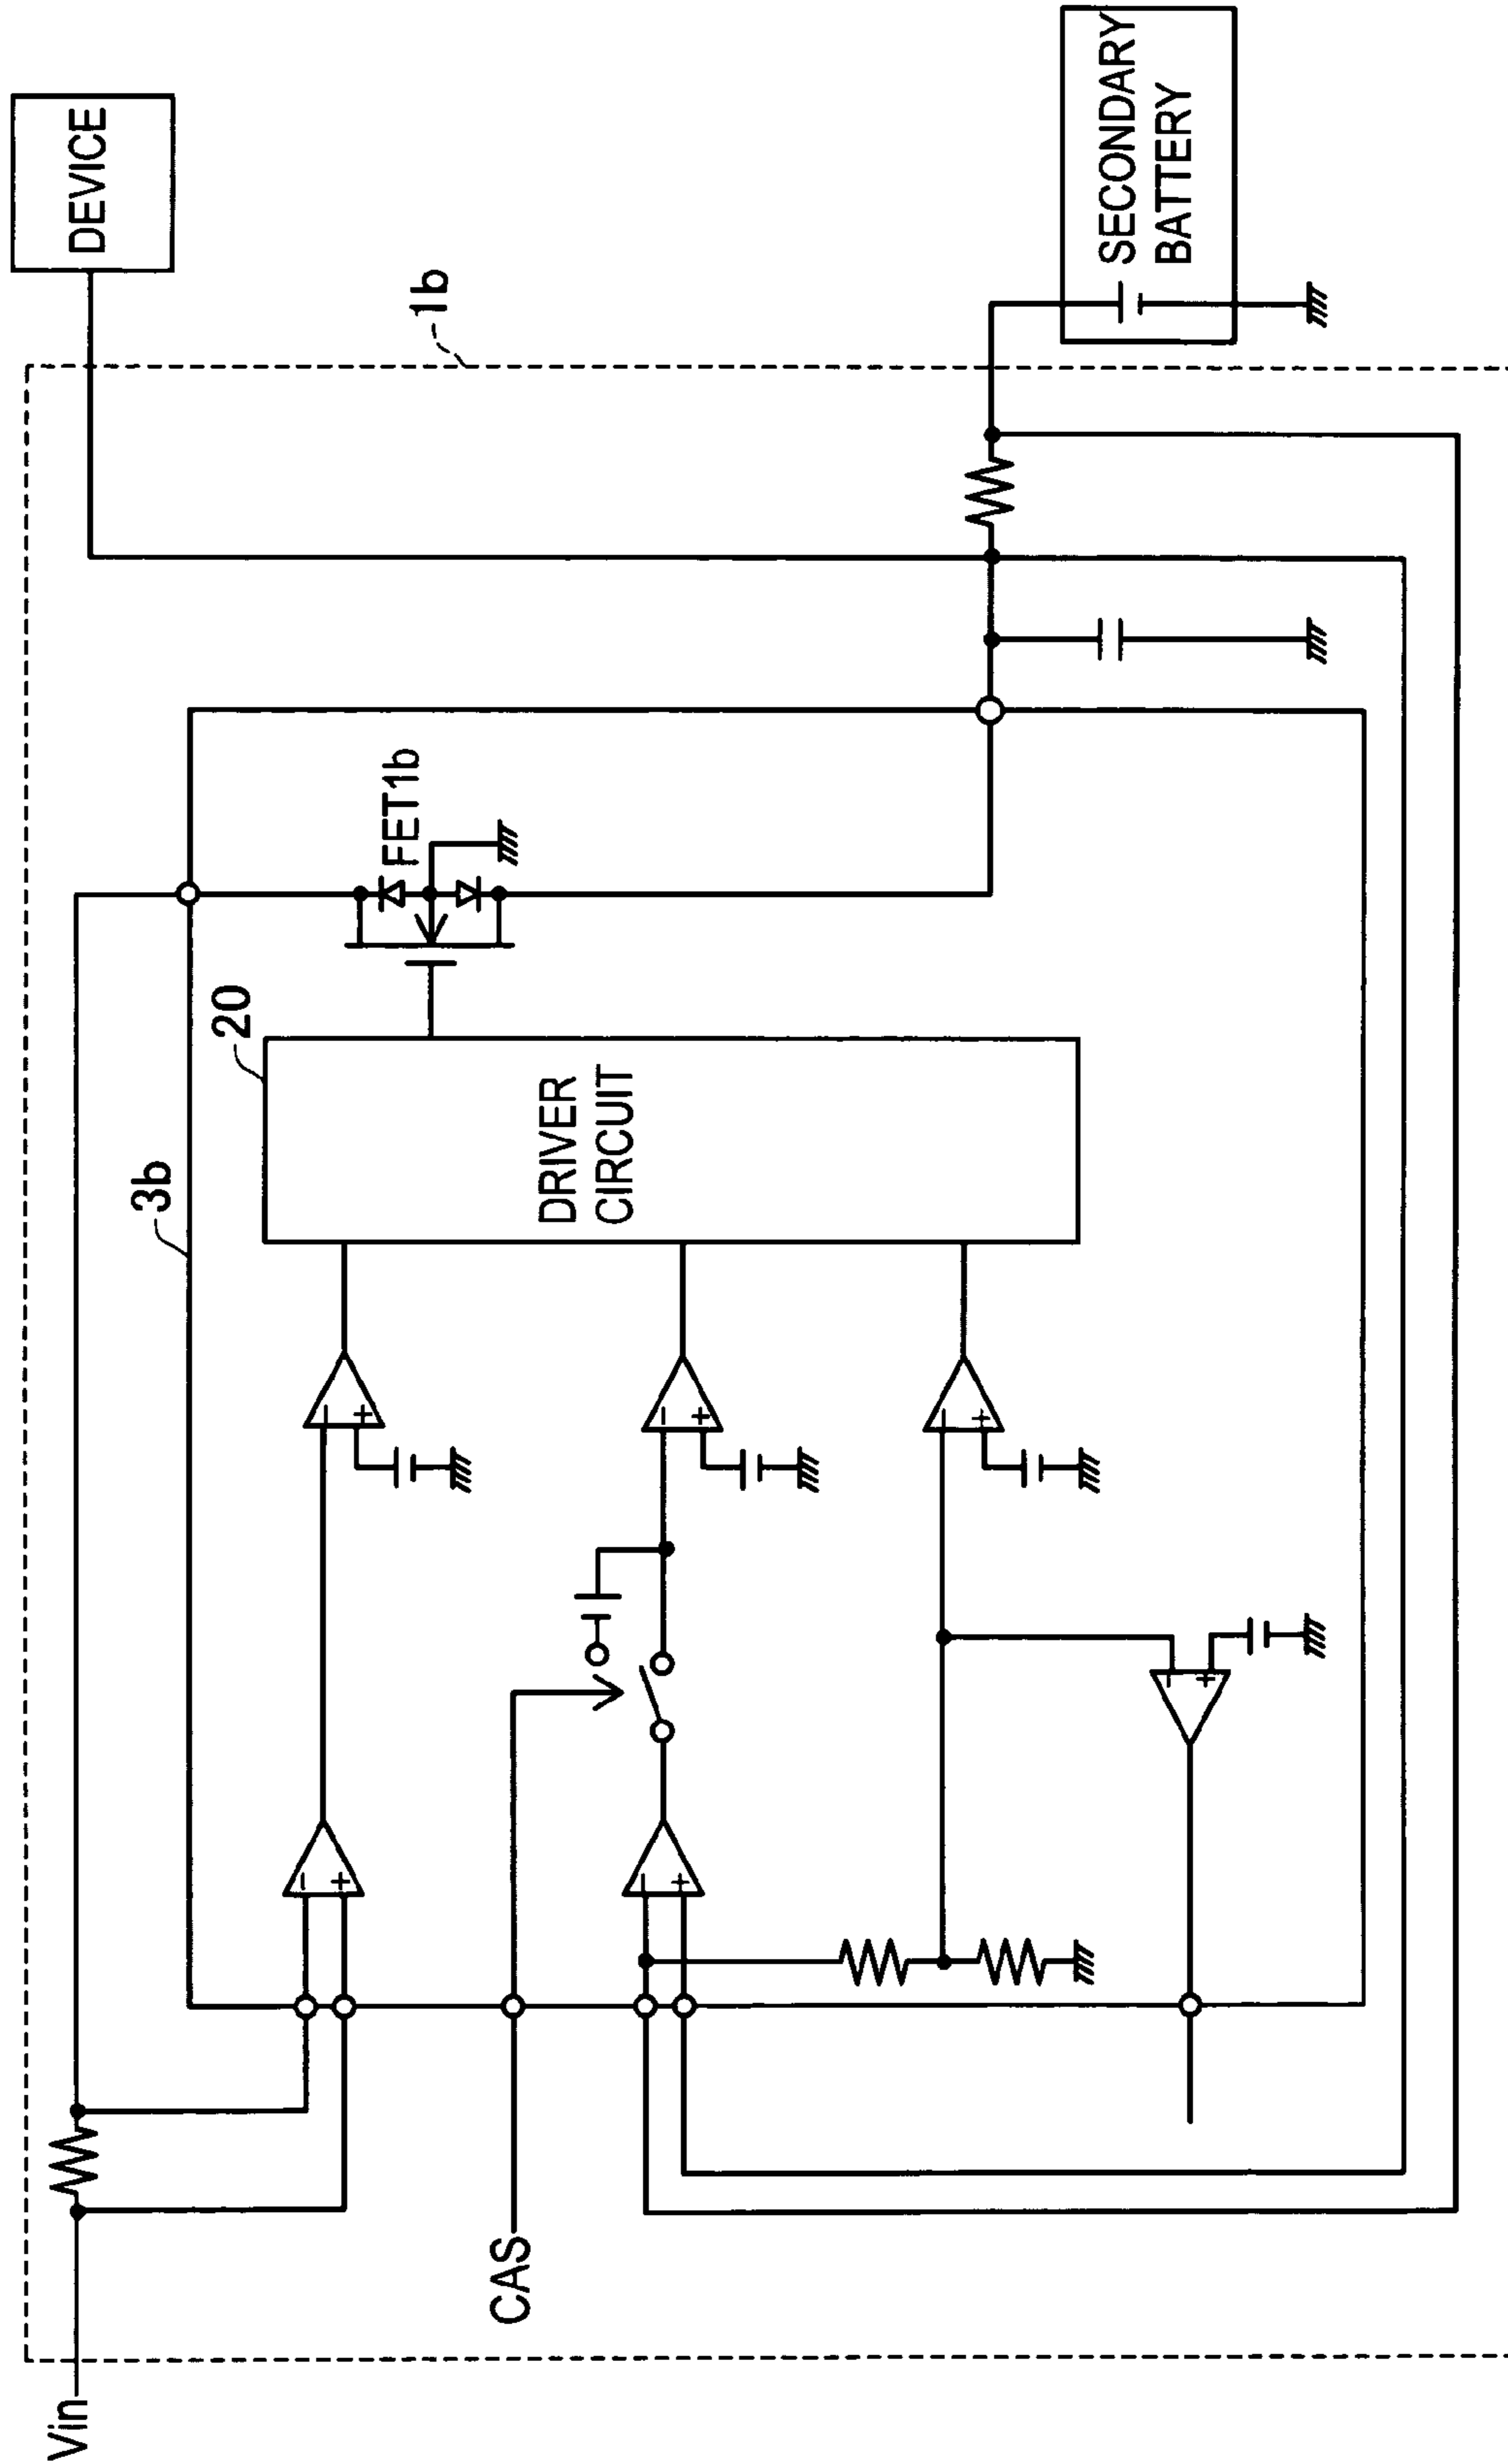 DEVICE
1b
SECONDARY
BATTERY
FET1b
20
DRIVER
CIRCUIT
3b
- +
- +
- +
- +
- +
- +
CAS
Vin